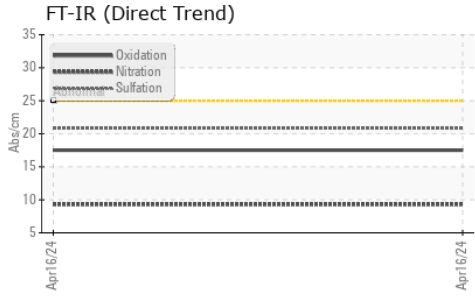 FT-IR (Direct Trend)
35
30
25
20
15
10
5
Abs/cm
Oxidation
Nitration
Sulfation
Abnormal
Apr16/24
Apr16/24